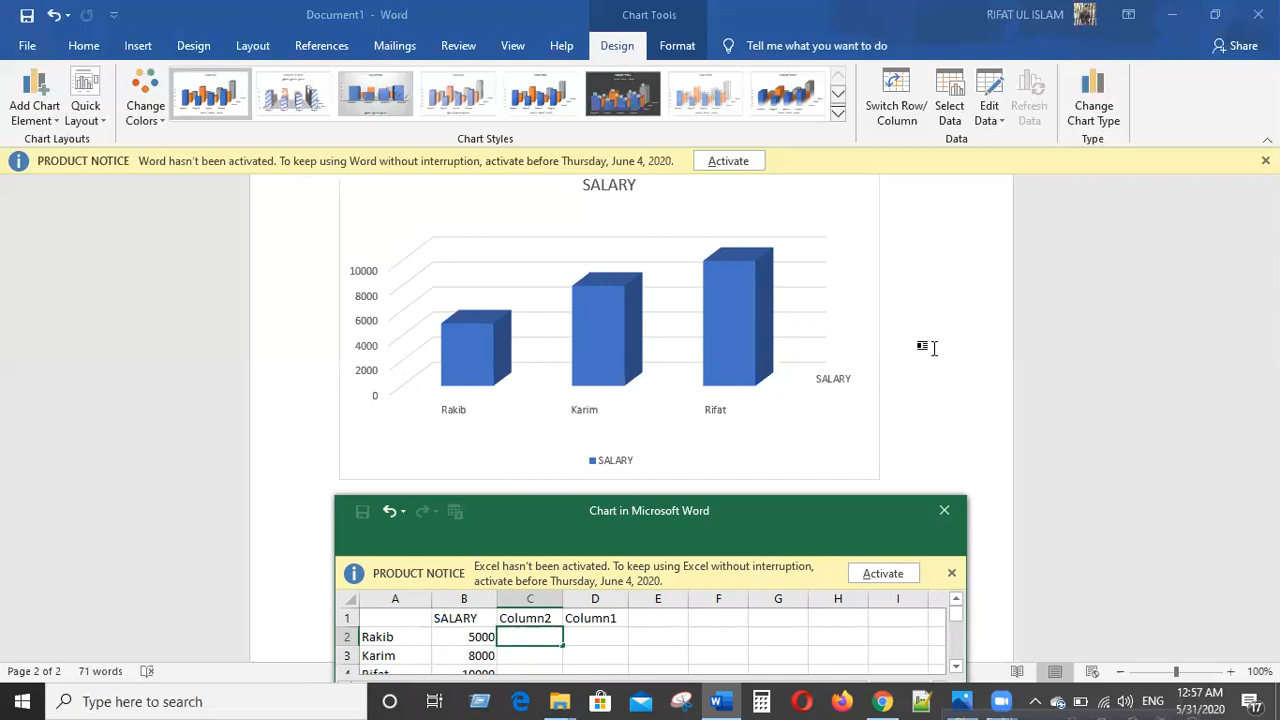 Document1 - Word
Chart Tools
RIFAT UL ISLAM
File Home Insert Design Layout References Mailings Review View Help Design Format Tell me what you want to do Share
Add Chart Element
Quick Layout
Change Colors
Switch Row/ Column
Select Data
Edit Data
Refresh Data
Change Chart Type
Chart Layouts
Chart Styles
Data
Type
PRODUCT NOTICE Word hasn't been activated. To keep using Word without interruption, activate before Thursday, June 4, 2020. Activate
SALARY
10000
8000
6000
4000
2000
0
SALARY
Rakib Karim Rifat
SALARY
Chart in Microsoft Word
PRODUCT NOTICE Excel hasn't been activated. To keep using Excel without interruption,
activate before Thursday, June 4, 2020.
Activate
A B C D E F G H I
1 SALARY Column2 Column1
2 Rakib 5000
3 Karim 8000
4 Rifat 10000
Page 2 of 2 71 words
100%
Type here to search
ENG
12:57 AM
5/31/2020
17